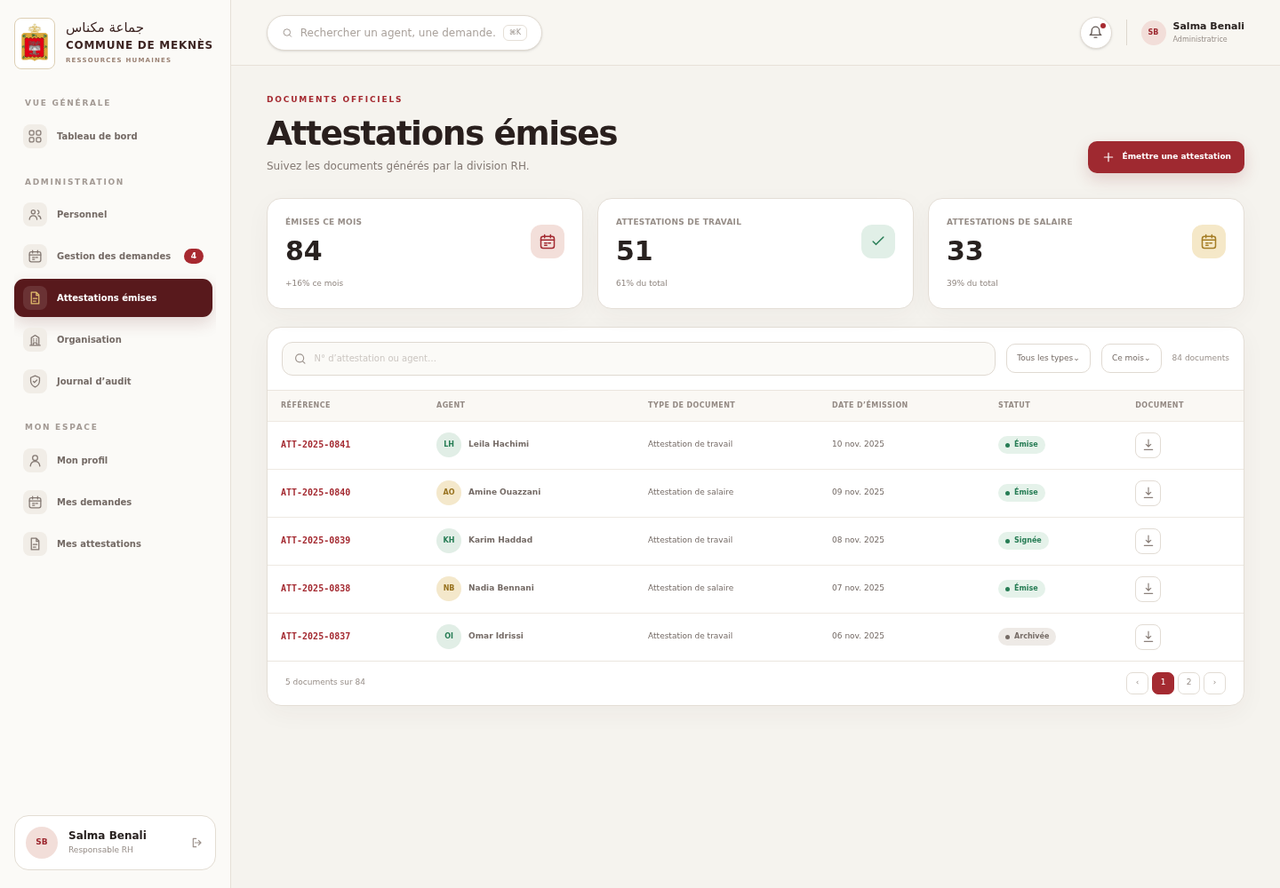 جماعة مكناس
COMMUNE DE MEKNÈS
RESSOURCES HUMAINES
VUE GÉNÉRALE
Tableau de bord
ADMINISTRATION
Personnel
Gestion des demandes 4
Attestations émises
Organisation
Journal d’audit
MON ESPACE
Mon profil
Mes demandes
Mes attestations
SB Salma Benali
Responsable RH
Rechercher un agent, une demande. ⌘K
SB Salma Benali
Administratrice
DOCUMENTS OFFICIELS
Attestations émises
Suivez les documents générés par la division RH.
Émettre une attestation
ÉMISES CE MOIS
84
+16% ce mois
ATTESTATIONS DE TRAVAIL
51
61% du total
ATTESTATIONS DE SALAIRE
33
39% du total
N° d’attestation ou agent… Tous les types⌄ Ce mois⌄ 84 documents
RÉFÉRENCE AGENT TYPE DE DOCUMENT DATE D’ÉMISSION STATUT DOCUMENT
ATT-2025-0841 LH Leila Hachimi Attestation de travail 10 nov. 2025 Émise
ATT-2025-0840 AO Amine Ouazzani Attestation de salaire 09 nov. 2025 Émise
ATT-2025-0839 KH Karim Haddad Attestation de travail 08 nov. 2025 Signée
ATT-2025-0838 NB Nadia Bennani Attestation de salaire 07 nov. 2025 Émise
ATT-2025-0837 OI Omar Idrissi Attestation de travail 06 nov. 2025 Archivée
5 documents sur 84 ‹ 1 2 ›